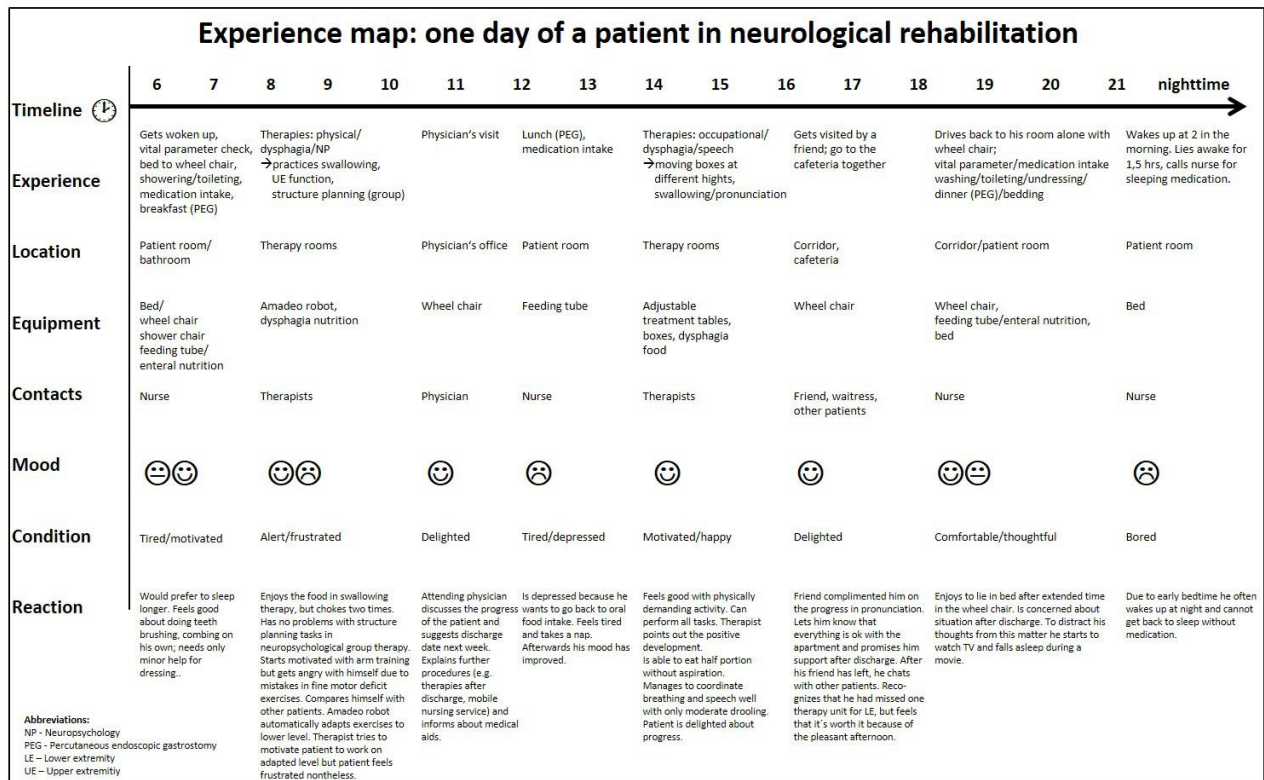 Experience map: one day of a patient in neurological rehabilitation
6 7 8 9 10 11 12 13 14 15 16 17 18 19 20 21 nighttime
Timeline
Experience
Gets woken up,
vital parameter check,
bed to wheel chair,
showering/toileting,
medication intake,
breakfast (PEG)
Therapies: physical/
dysphagia/NP
→practices swallowing,
UE function,
structure planning (group)
Physician's visit
Lunch (PEG),
medication intake
Therapies: occupational/
dysphagia/speech
→moving boxes at
different hights,
swallowing/pronunciation
Gets visited by a
friend; go to the
cafeteria together
Drives back to his room alone with
wheel chair;
vital parameter/medication intake
washing/toileting/undressing/
dinner (PEG)/bedding
Wakes up at 2 in the
morning. Lies awake for
1,5 hrs, calls nurse for
sleeping medication.
Location
Patient room/
bathroom
Therapy rooms
Physician's office
Patient room
Therapy rooms
Corridor,
cafeteria
Corridor/patient room
Patient room
Equipment
Bed/
wheel chair
shower chair
feeding tube/
enteral nutrition
Amadeo robot,
dysphagia nutrition
Wheel chair
Feeding tube
Adjustable
treatment tables,
boxes, dysphagia
food
Wheel chair
Wheel chair,
feeding tube/enteral nutrition,
bed
Bed
Contacts
Nurse
Therapists
Physician
Nurse
Therapists
Friend, waitress,
other patients
Nurse
Nurse
Mood
Condition
Tired/motivated
Alert/frustrated
Delighted
Tired/depressed
Motivated/happy
Delighted
Comfortable/thoughtful
Bored
Reaction
Would prefer to sleep
longer. Feels good
about doing teeth
brushing, combing on
his own; needs only
minor help for
dressing..
Enjoys the food in swallowing
therapy, but chokes two times.
Has no problems with structure
planning tasks in
neuropsychological group therapy.
Starts motivated with arm training
but gets angry with himself due to
mistakes in fine motor deficit
exercises. Compares himself with
other patients. Amadeo robot
automatically adapts exercises to
lower level. Therapist tries to
motivate patient to work on
adapted level but patient feels
frustrated nontheless.
Attending physician
discusses the progress
of the patient and
suggests discharge
date next week.
Explains further
procedures (e.g.
therapies after
discharge, mobile
nursing service) and
informs about medical
aids.
Is depressed because he
wants to go back to oral
food intake. Feels tired
and takes a nap.
Afterwards his mood has
improved.
Feels good with physically
demanding activity. Can
perform all tasks. Therapist
points out the positive
development.
Is able to eat half portion
without aspiration.
Manages to coordinate
breathing and speech well
with only moderate drooling.
Patient is delighted about
progress.
Friend complimented him on
the progress in pronunciation.
Lets him know that
everything is ok with the
apartment and promises him
support after discharge. After
his friend has left, he chats
with other patients. Reco-
gnizes that he had missed one
therapy unit for LE, but feels
that it´s worth it because of
the pleasant afternoon.
Enjoys to lie in bed after extended time
in the wheel chair. Is concerned about
situation after discharge. To distract his
thoughts from this matter he starts to
watch TV and falls asleep during a
movie.
Due to early bedtime he often
wakes up at night and cannot
get back to sleep without
medication.
Abbreviations:
NP - Neuropsychology
PEG - Percutaneous endoscopic gastrostomy
LE – Lower extremity
UE – Upper extremitiy